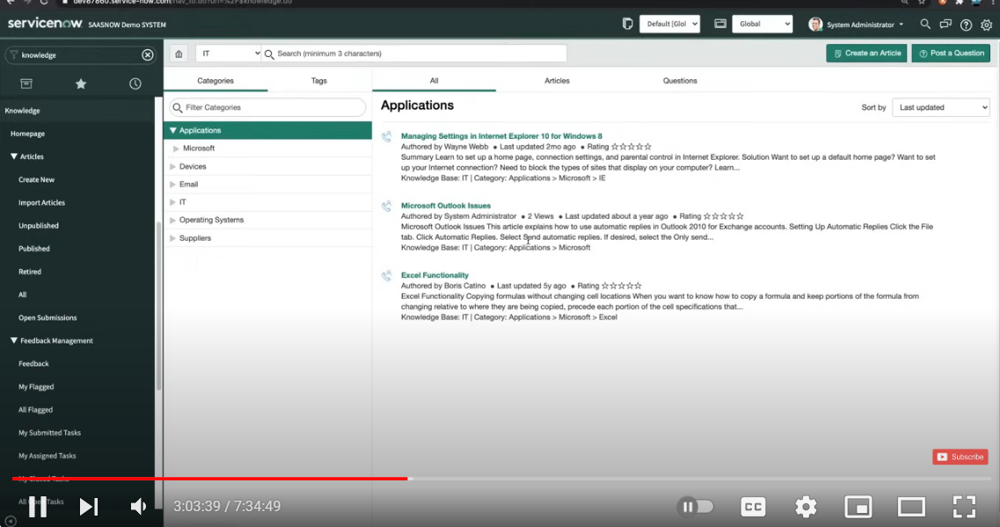 dev87860.service-now.com/nav_to.do?uri=%2F$knowledge.do
servicenow SAASNOW Demo SYSTEM
Default [Glol
Global
System Administrator
knowledge
IT
Search (minimum 3 characters)
Create an Article
Post a Question
Categories
Tags
All
Articles
Questions
Knowledge
Homepage
Articles
Create New
Import Articles
Unpublished
Published
Retired
All
Open Submissions
Feedback Management
Feedback
My Flagged
All Flagged
My Submitted Tasks
My Assigned Tasks
My Closed Tasks
All Open Tasks
Filter Categories
Applications
Microsoft
Devices
Email
IT
Operating Systems
Suppliers
Applications
Sort by
Last updated
Managing Settings in Internet Explorer 10 for Windows 8
Authored by Wayne Webb • Last updated 2mo ago • Rating ☆☆☆☆☆
Summary Learn to set up a home page, connection settings, and parental control in Internet Explorer. Solution Want to set up a default home page? Want to
set up your Internet connection? Need to block the types of sites that display on your computer? Learn...
Knowledge Base: IT | Category: Applications > Microsoft > IE
Microsoft Outlook Issues
Authored by System Administrator • 2 Views • Last updated about a year ago • Rating ☆☆☆☆☆
Microsoft Outlook Issues This article explains how to use automatic replies in Outlook 2010 for Exchange accounts. Setting Up Automatic Replies Click the File
tab. Click Automatic Replies. Select Send automatic replies. If desired, select the Only send...
Knowledge Base: IT | Category: Applications > Microsoft
Excel Functionality
Authored by Boris Catino • Last updated 5y ago • Rating ☆☆☆☆☆
Excel Functionality Copying formulas without changing cell locations When you want to know how to copy a formula and keep portions of the formula from
changing relative to where they are being copied, precede each portion of the cell specifications that...
Knowledge Base: IT | Category: Applications > Microsoft > Excel
Subscribe
3:03:39 / 7:34:49
CC